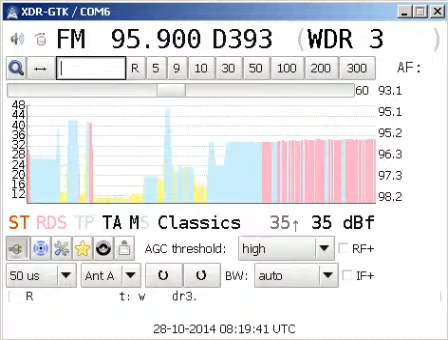 XDR-GTK / COM6
FM 95.900 D393 (WDR 3 )
R 5 9 10 30 50 100 200 300 AF:
60 93.1
48 95.1
44
40 95.2
36
32 96.3
28
24 97.3
20
16
12 98.2
ST RDS TP TA MS Classics 35↑ 35 dBf
AGC threshold: high RF+
50 us Ant A BW: auto IF+
R t: w dr3.
28-10-2014 08:19:41 UTC